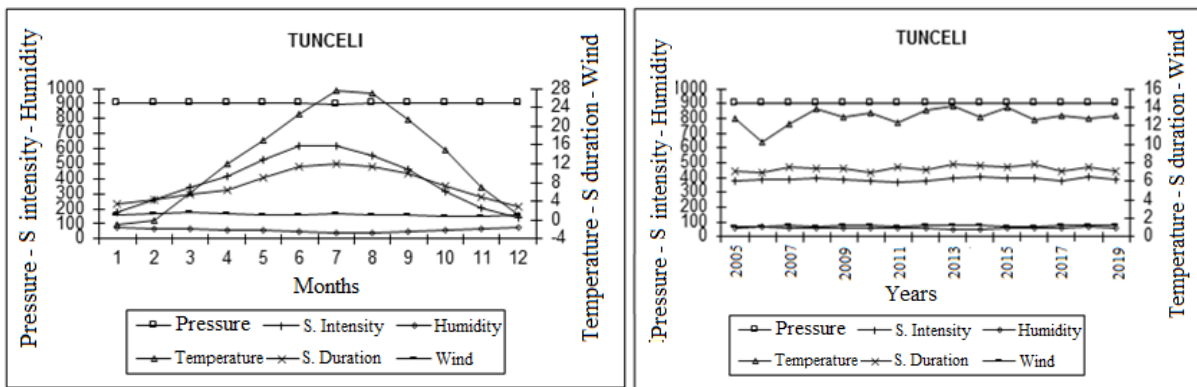 TUNCELI
Pressure - S intensity - Humidity
1000
900
800
700
600
500
400
300
200
100
0
28
24
20
16
12
8
4
0
-4
Temperature - S duration - Wind
1 2 3 4 5 6 7 8 9 10 11 12
Months
Pressure S. Intensity Humidity
Temperature S. Duration Wind
TUNCELI
Pressure - S intensity - Humidity
1000
900
800
700
600
500
400
300
200
100
0
16
14
12
10
8
6
4
2
0
Temperature - S duration - Wind
2005 2007 2009 2011 2013 2015 2017 2019
Years
Pressure S. Intensity Humidity
Temperature S. Duration Wind